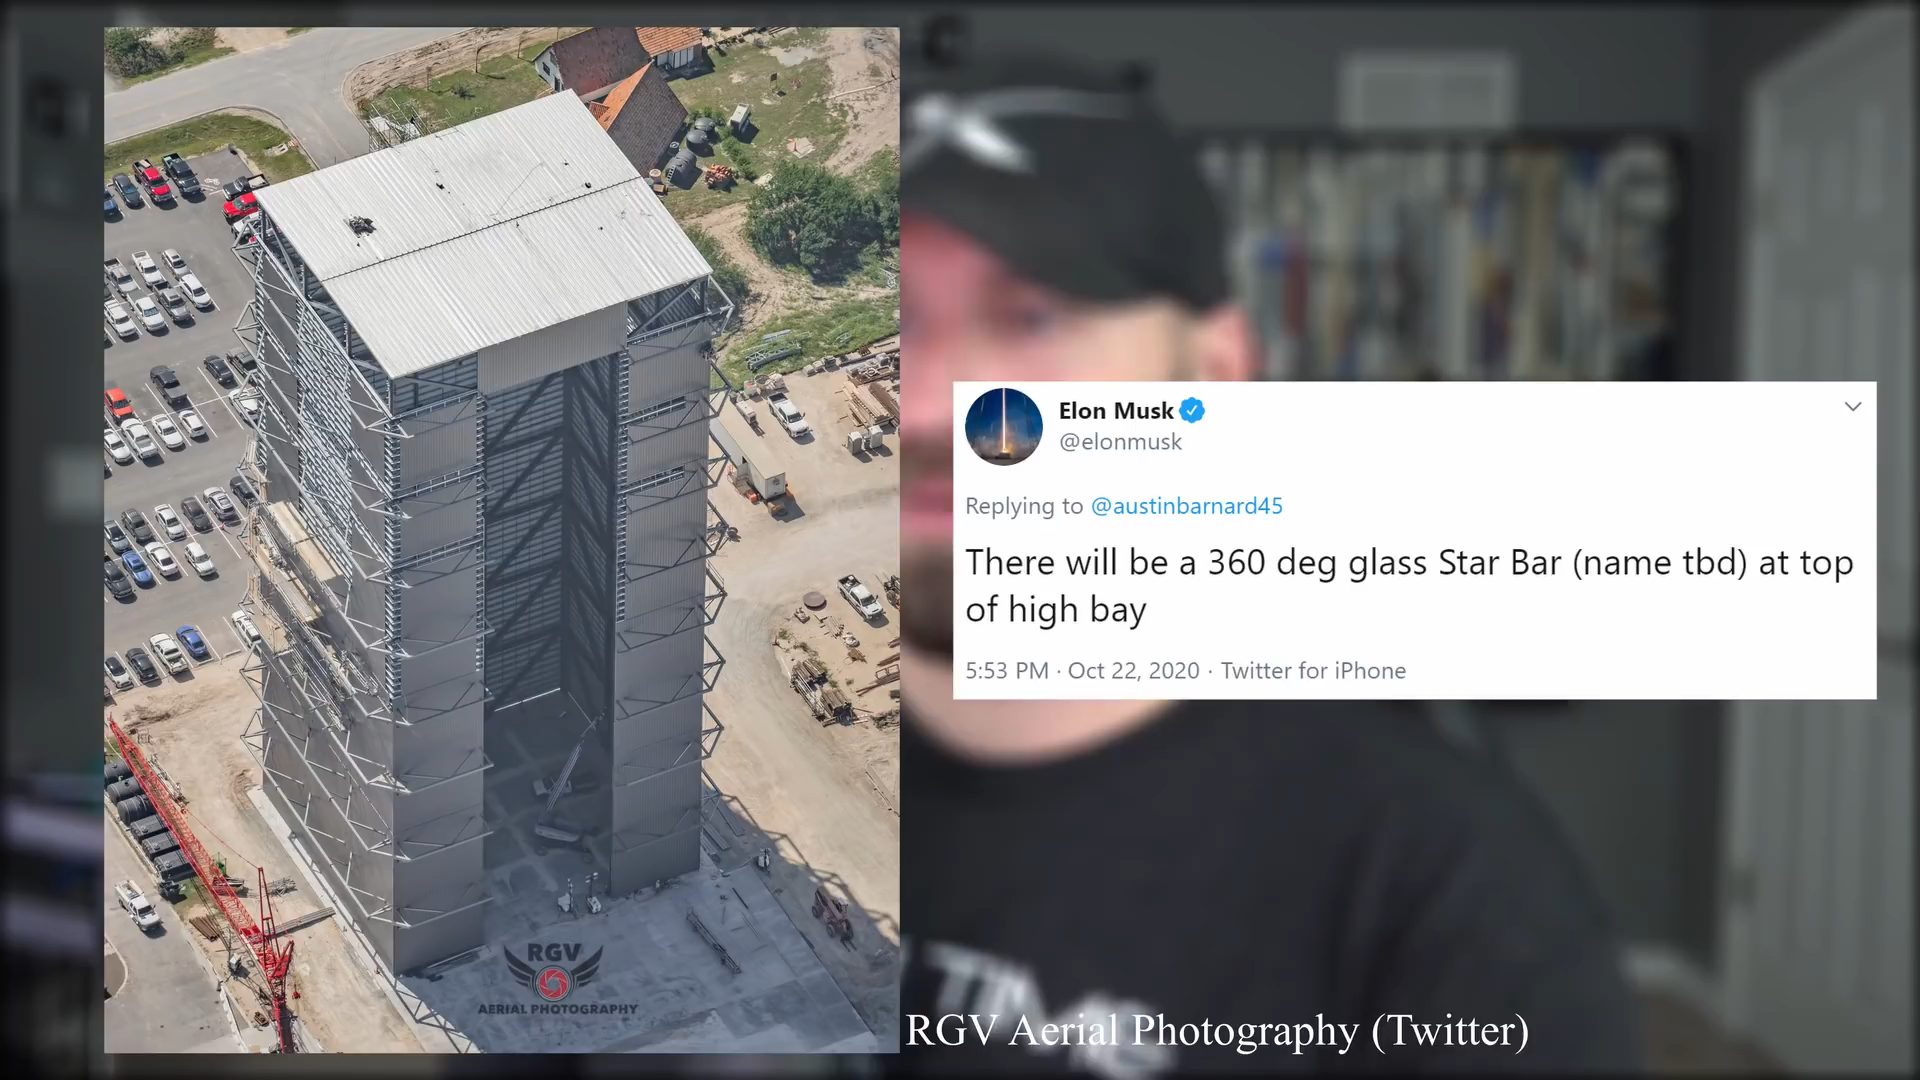 RGV
AERIAL PHOTOGRAPHY
Elon Musk
@elonmusk
Replying to @austinbarnard45
There will be a 360 deg glass Star Bar (name tbd) at top
of high bay
5:53 PM · Oct 22, 2020 · Twitter for iPhone
RGV Aerial Photography (Twitter)